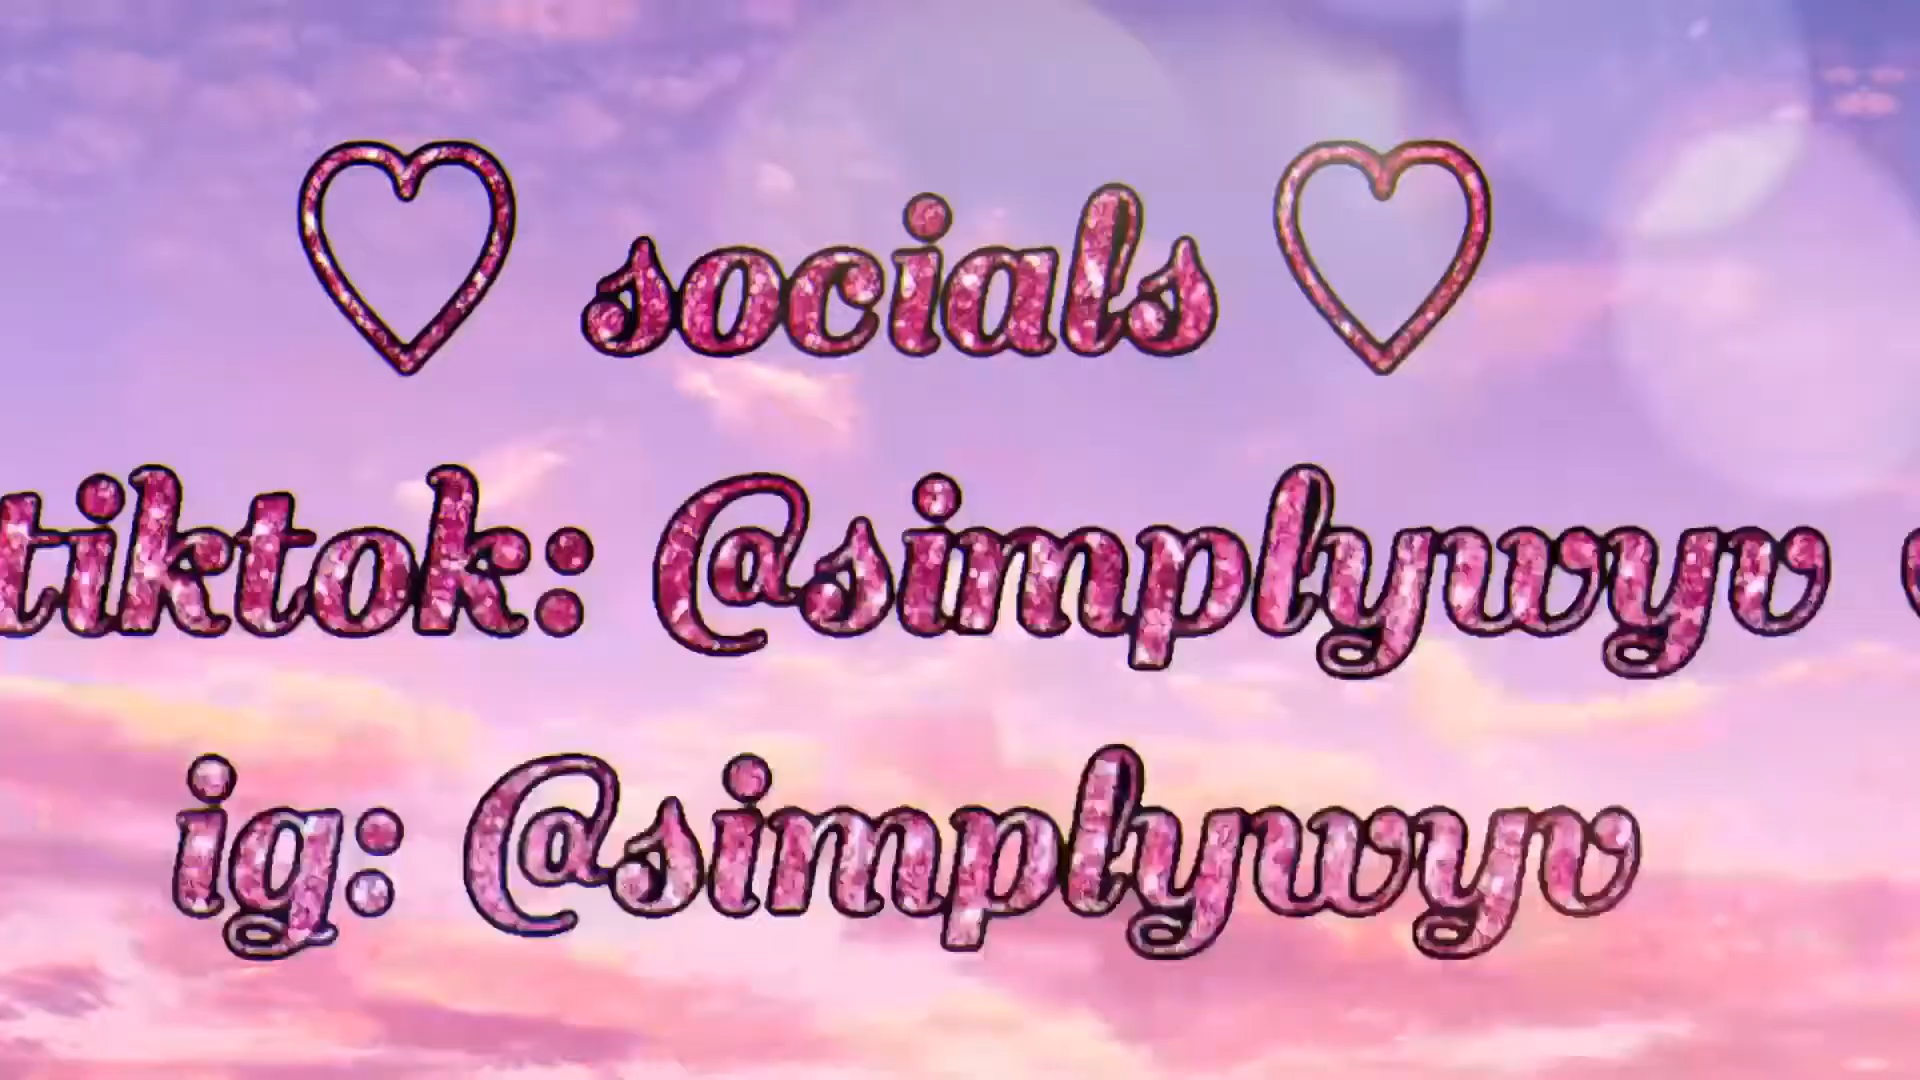 ♡ socials ♡
tiktok: @simplywyv
ig: @simplywyv